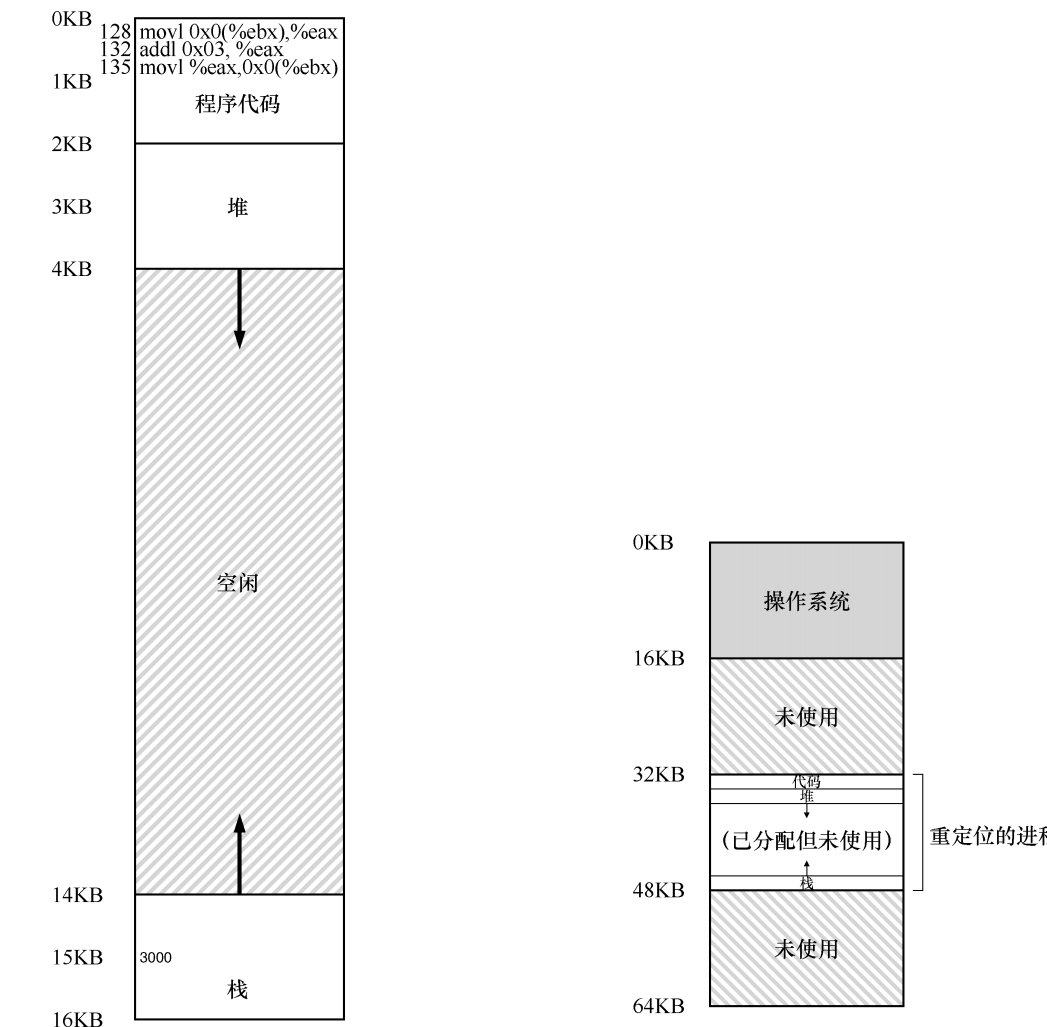 0KB
128 movl 0x0(%ebx),%eax
132 addl 0x03, %eax
135 movl %eax,0x0(%ebx)
1KB
程序代码
2KB
3KB
堆
4KB
空闲
14KB
15KB
3000
栈
16KB
0KB
操作系统
16KB
未使用
32KB
代码
堆
(已分配但未使用)
重定位的进程
栈
48KB
未使用
64KB